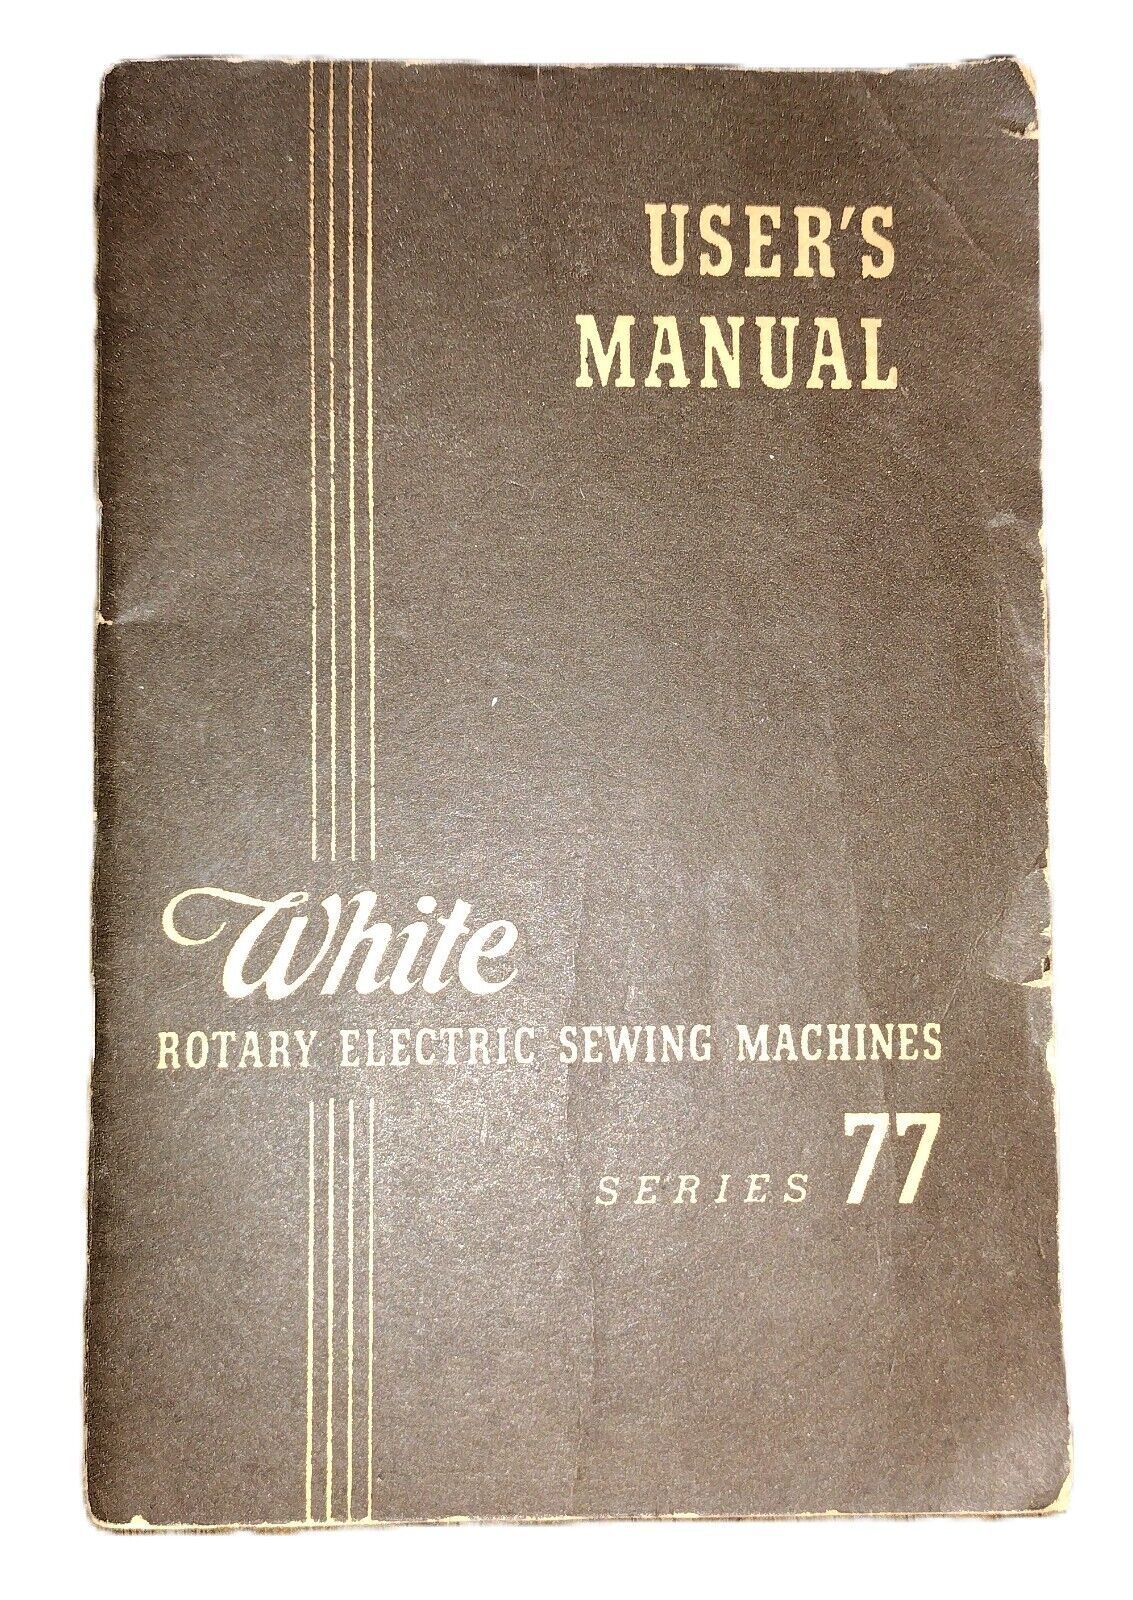 USER'S
MANUAL
White
ROTARY ELECTRIC SEWING MACHINES
SERIES 77